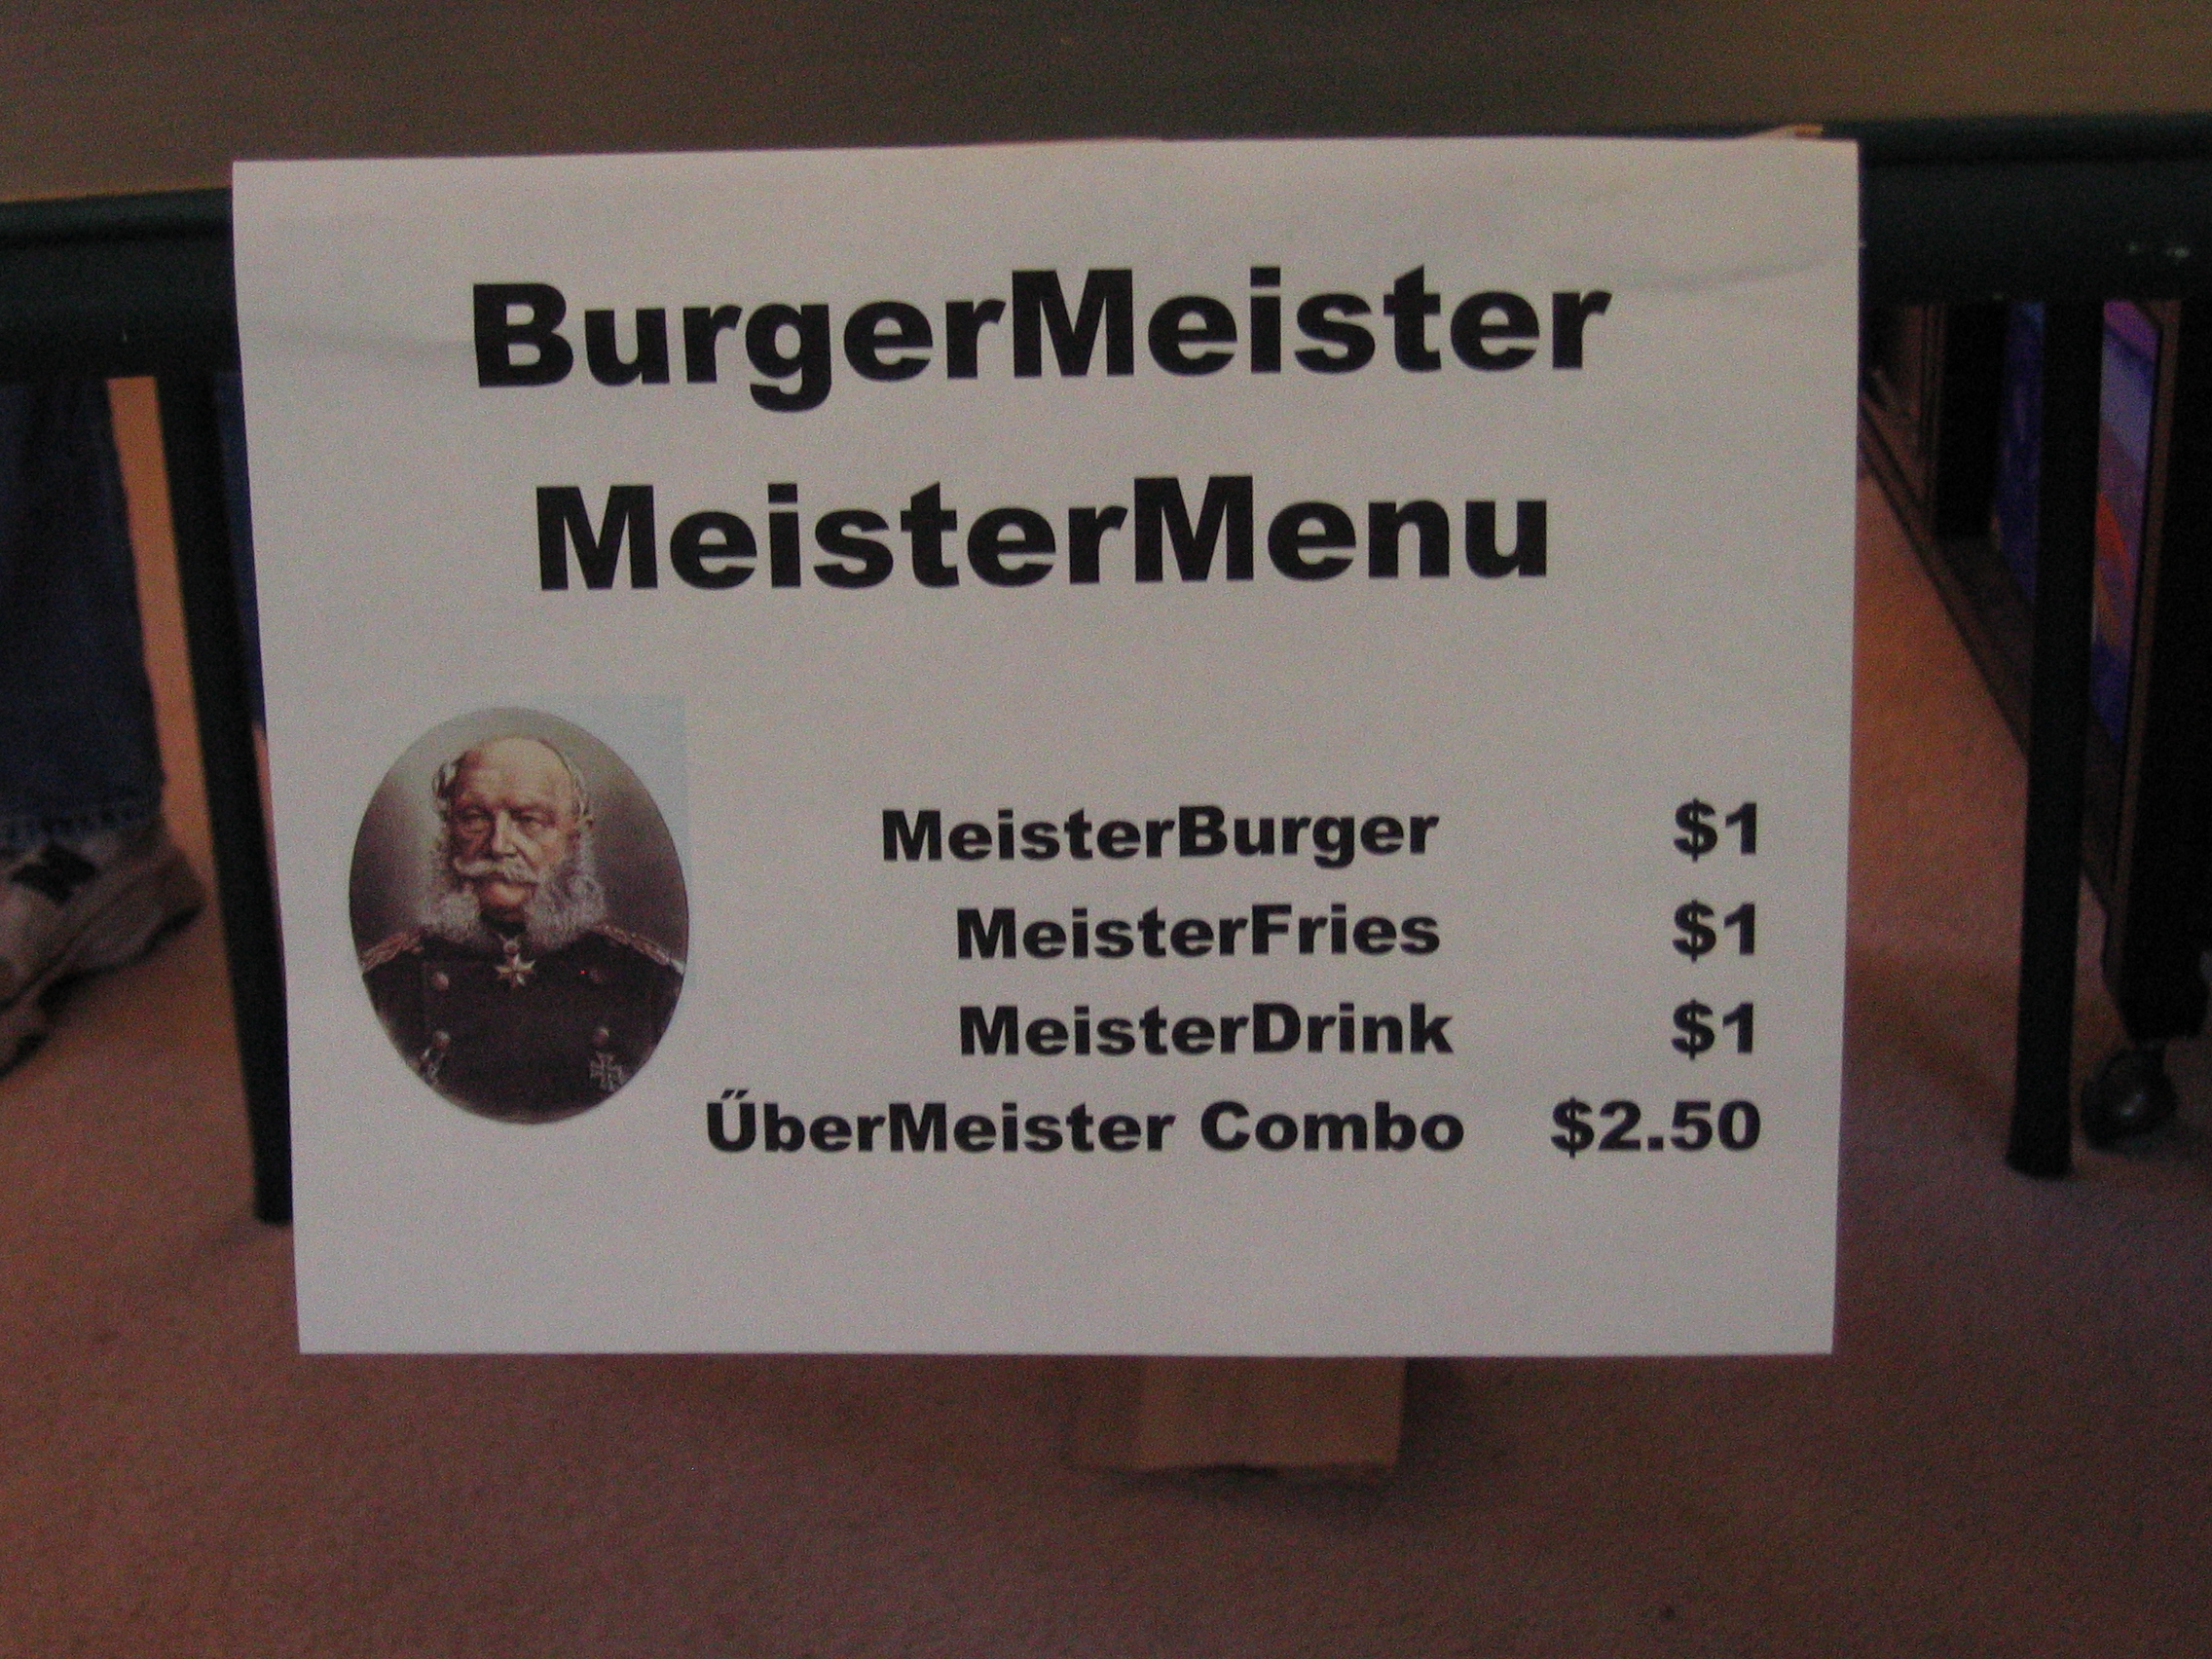 BurgerMeister
MeisterMenu
MeisterBurger $1
MeisterFries $1
MeisterDrink $1
ŰberMeister Combo $2.50